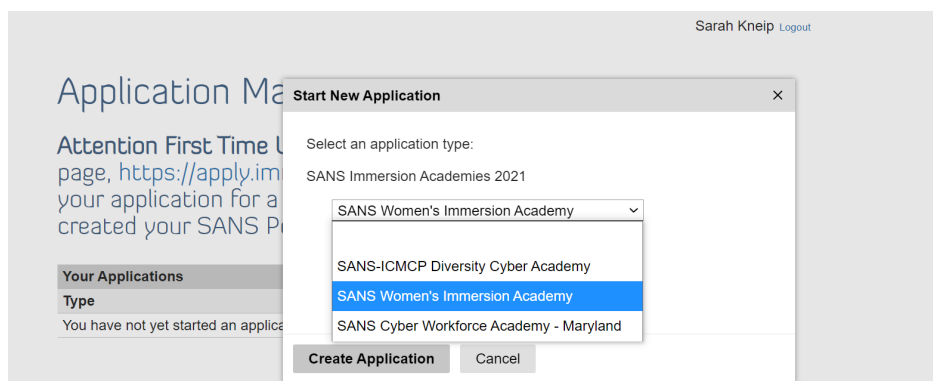 Sarah Kneip Logout
Application Ma
Start New Application
×
Attention First Time U
page, https://apply.im
your application for a
created your SANS P
Select an application type:
SANS Immersion Academies 2021
SANS Women's Immersion Academy
SANS-ICMCP Diversity Cyber Academy
SANS Women's Immersion Academy
SANS Cyber Workforce Academy - Maryland
Your Applications
Type
You have not yet started an applica
Create Application
Cancel